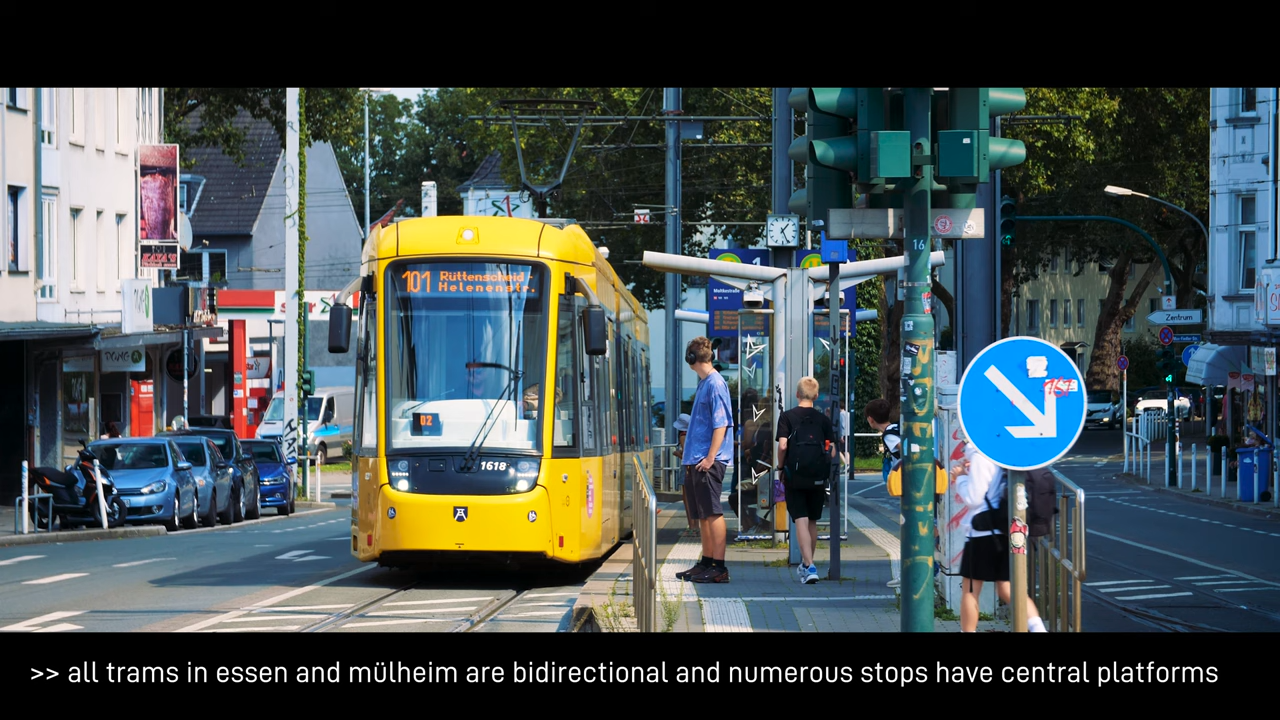 101 Rüttenscheid-
Helenenstr.
02
1618
16
Zentrum
>> all trams in essen and mülheim are bidirectional and numerous stops have central platforms